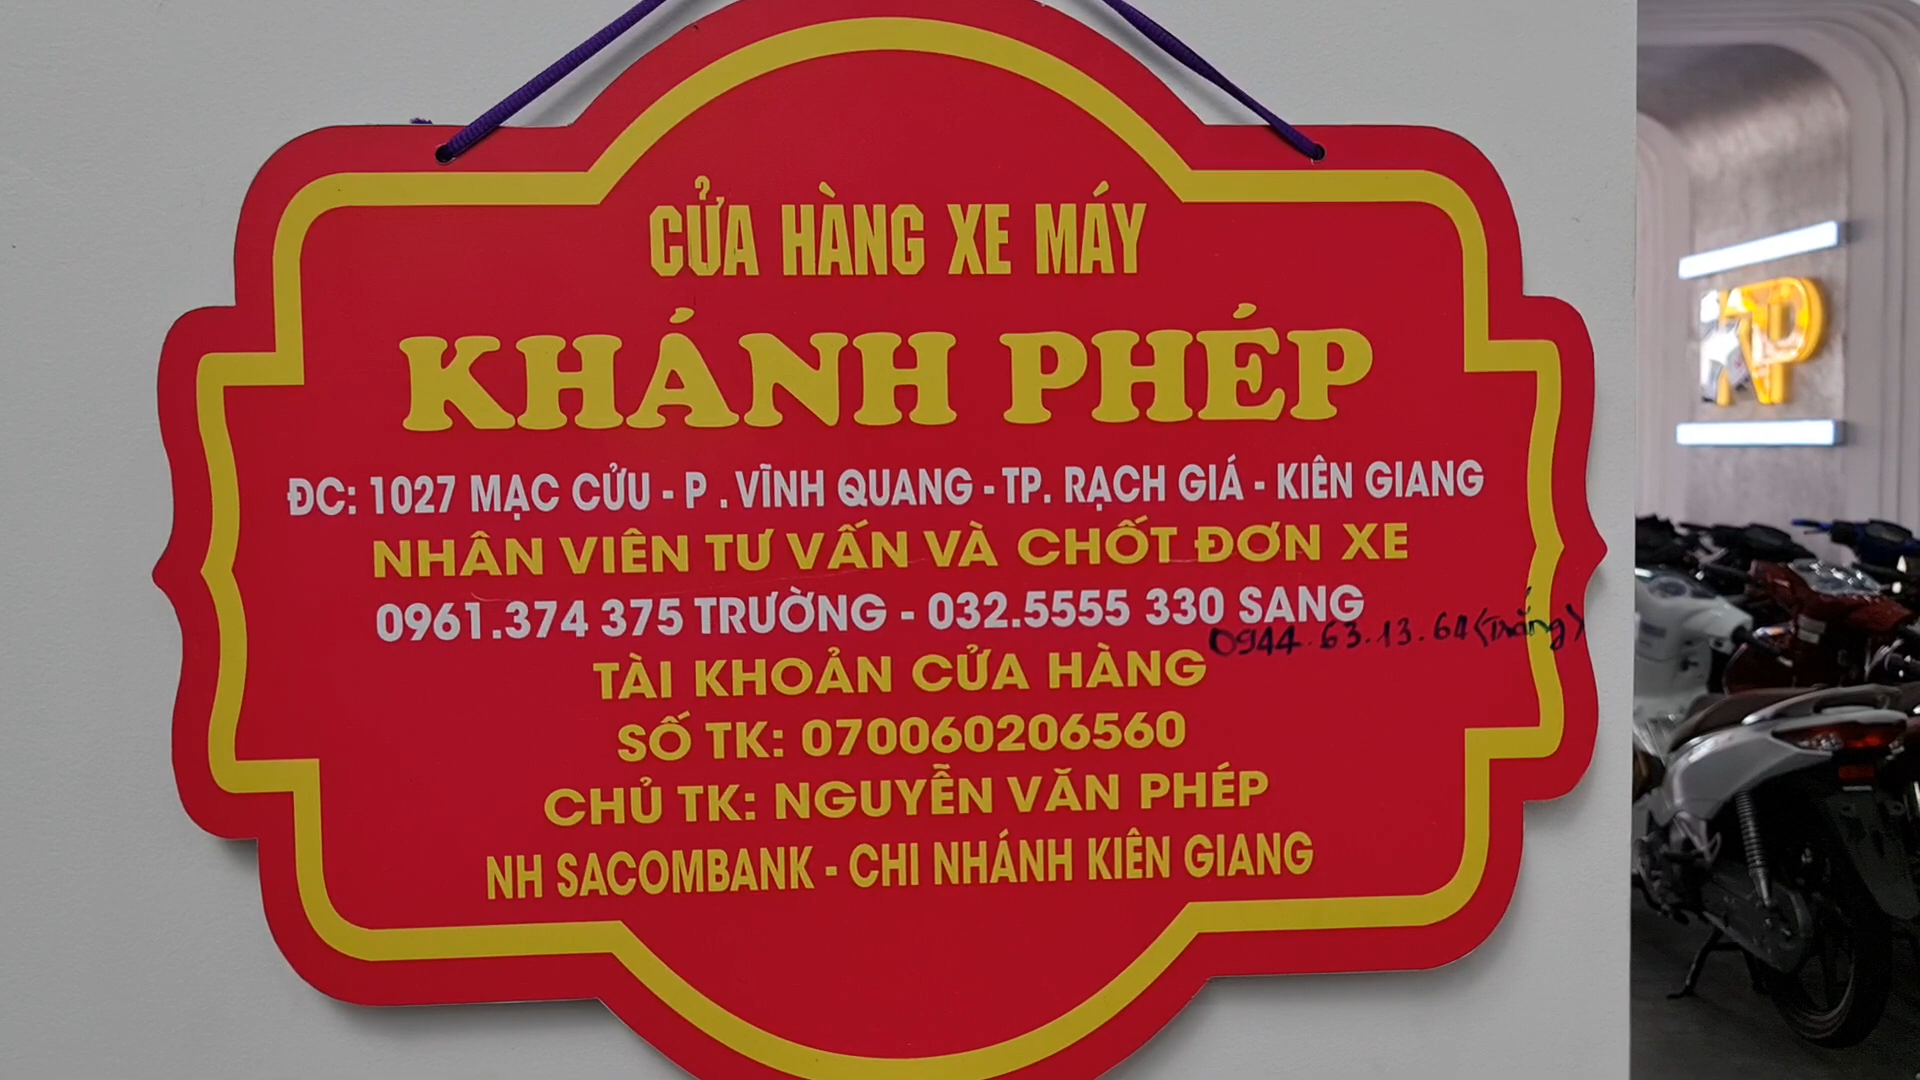 CỬA HÀNG XE MÁY
KHÁNH PHÉP
ĐC: 1027 MẠC CỬU - P . VĨNH QUANG - TP. RẠCH GIÁ - KIÊN GIANG
NHÂN VIÊN TƯ VẤN VÀ CHỐT ĐƠN XE
0961.374 375 TRƯỜNG - 032.5555 330 SANG
0944.63.13.64 (Trắng)
TÀI KHOẢN CỬA HÀNG
SỐ TK: 070060206560
CHỦ TK: NGUYỄN VĂN PHÉP
NH SACOMBANK - CHI NHÁNH KIÊN GIANG